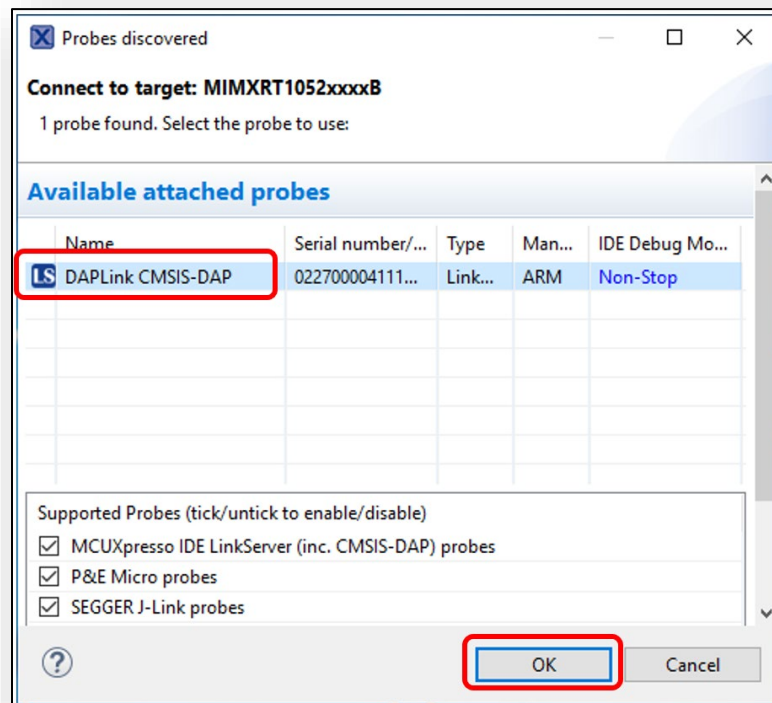 Probes discovered
Connect to target: MIMXRT1052xxxxB
1 probe found. Select the probe to use:
Available attached probes
Name Serial number/... Type Man... IDE Debug Mo...
LS DAPLink CMSIS-DAP 022700004111... Link... ARM Non-Stop
Supported Probes (tick/untick to enable/disable)
MCUXpresso IDE LinkServer (inc. CMSIS-DAP) probes
P&E Micro probes
SEGGER J-Link probes
? OK Cancel